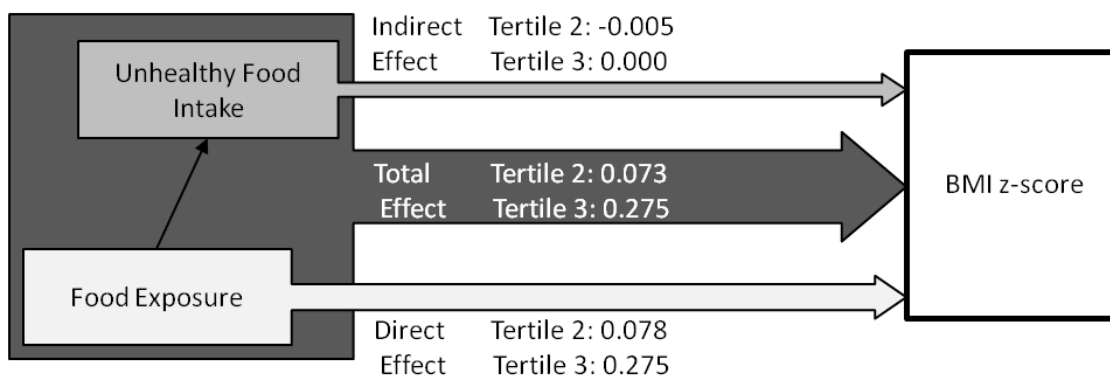 Indirect Tertile 2: -0.005
Effect Tertile 3: 0.000
Unhealthy Food
Intake
Total Tertile 2: 0.073
Effect Tertile 3: 0.275
BMI z-score
Food Exposure
Direct Tertile 2: 0.078
Effect Tertile 3: 0.275